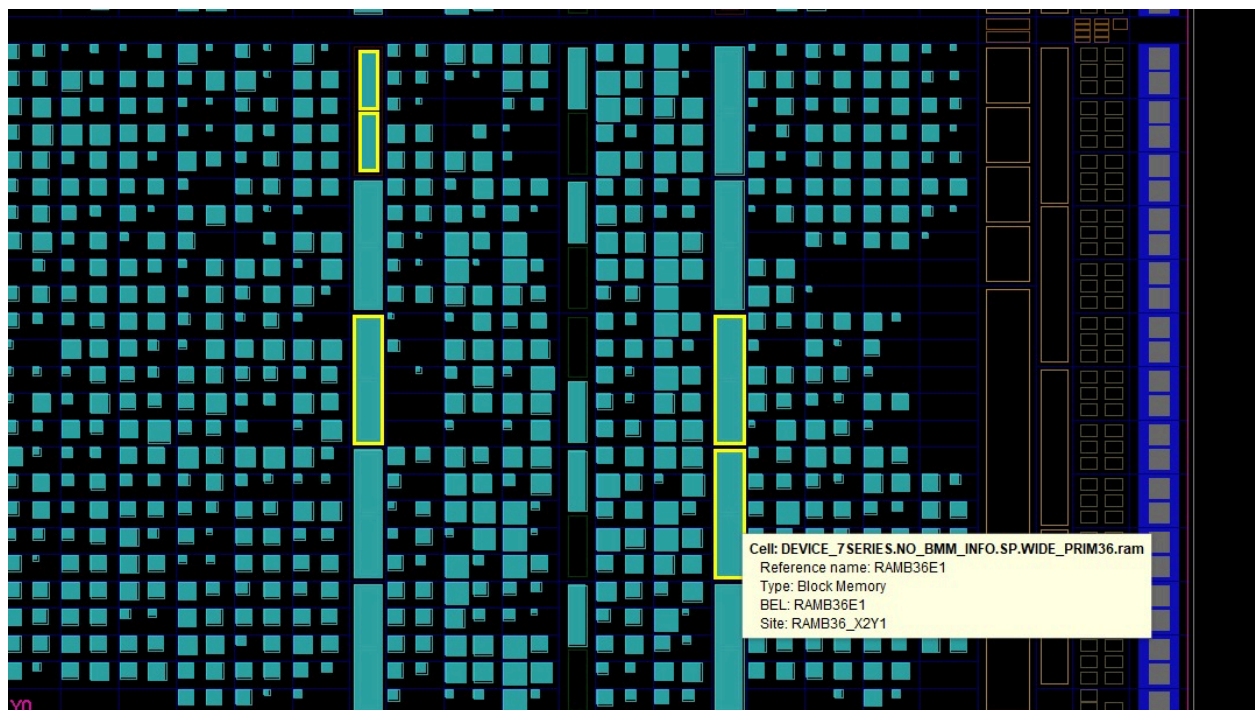 Cell: DEVICE_7SERIES.NO_BMM_INFO.SP.WIDE_PRIM36.ram
Reference name: RAMB36E1
Type: Block Memory
BEL: RAMB36E1
Site: RAMB36_X2Y1